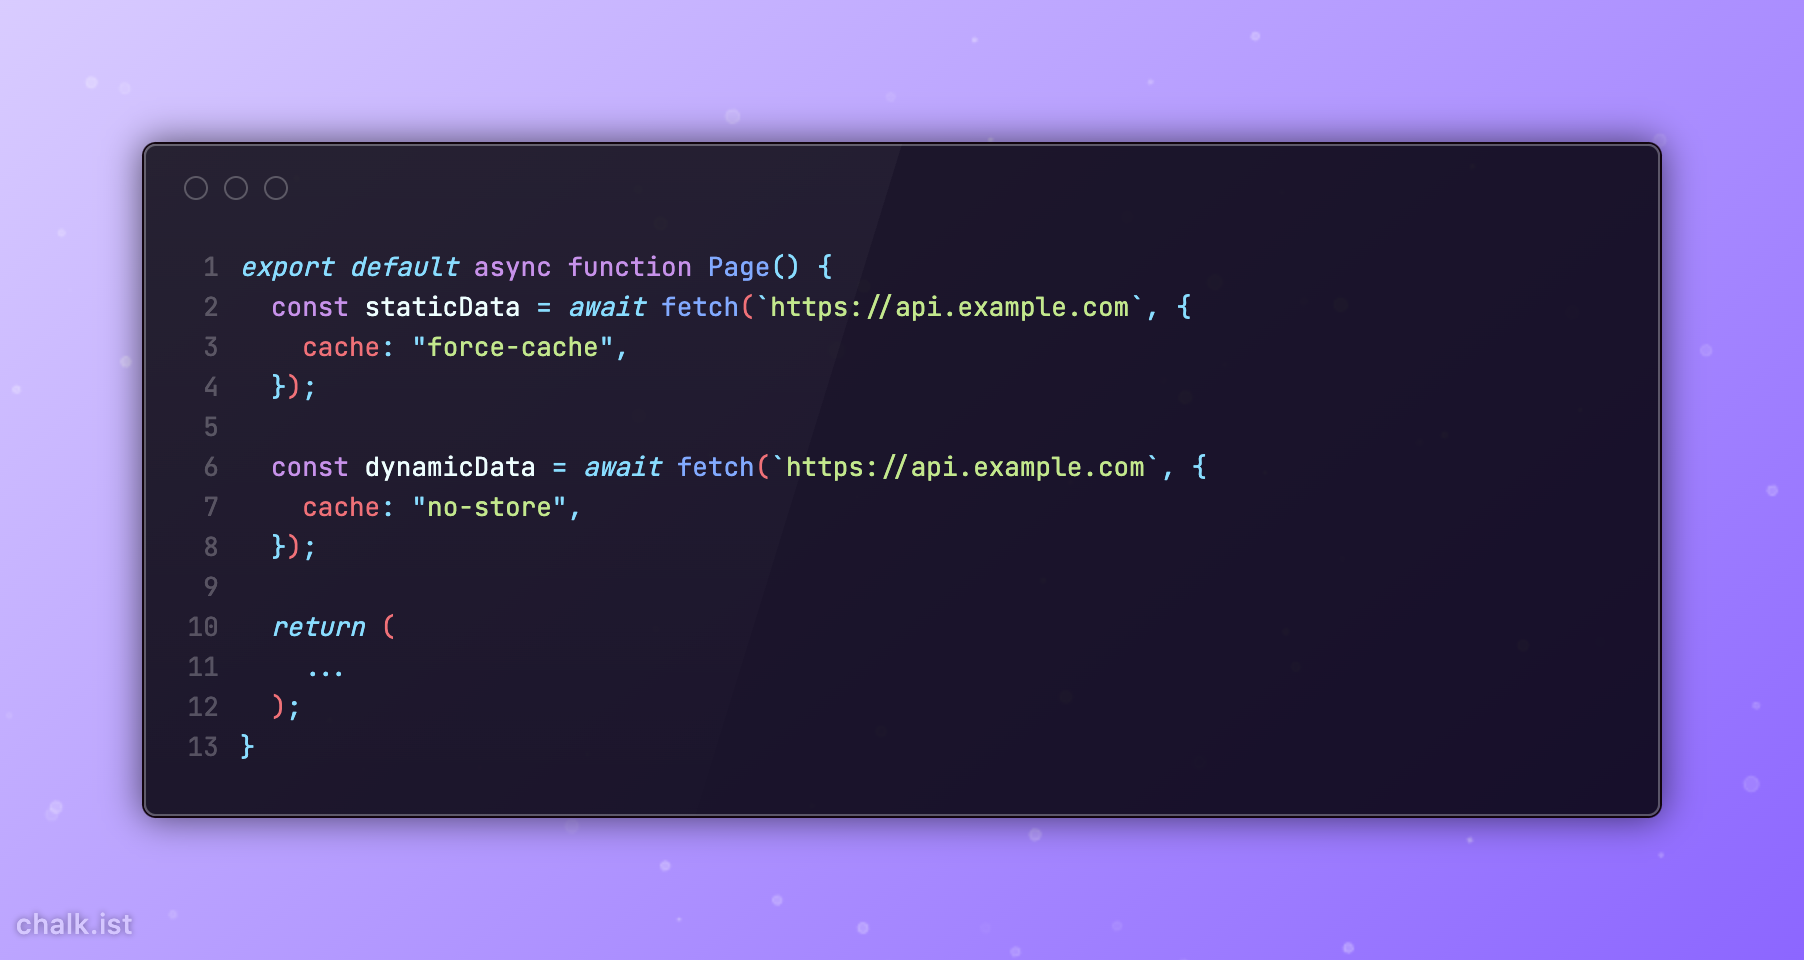 1 export default async function Page() {
2   const staticData = await fetch(`https://api.example.com`, {
3     cache: "force-cache",
4   });
5
6   const dynamicData = await fetch(`https://api.example.com`, {
7     cache: "no-store",
8   });
9
10   return (
11     ...
12   );
13 }
chalk.ist